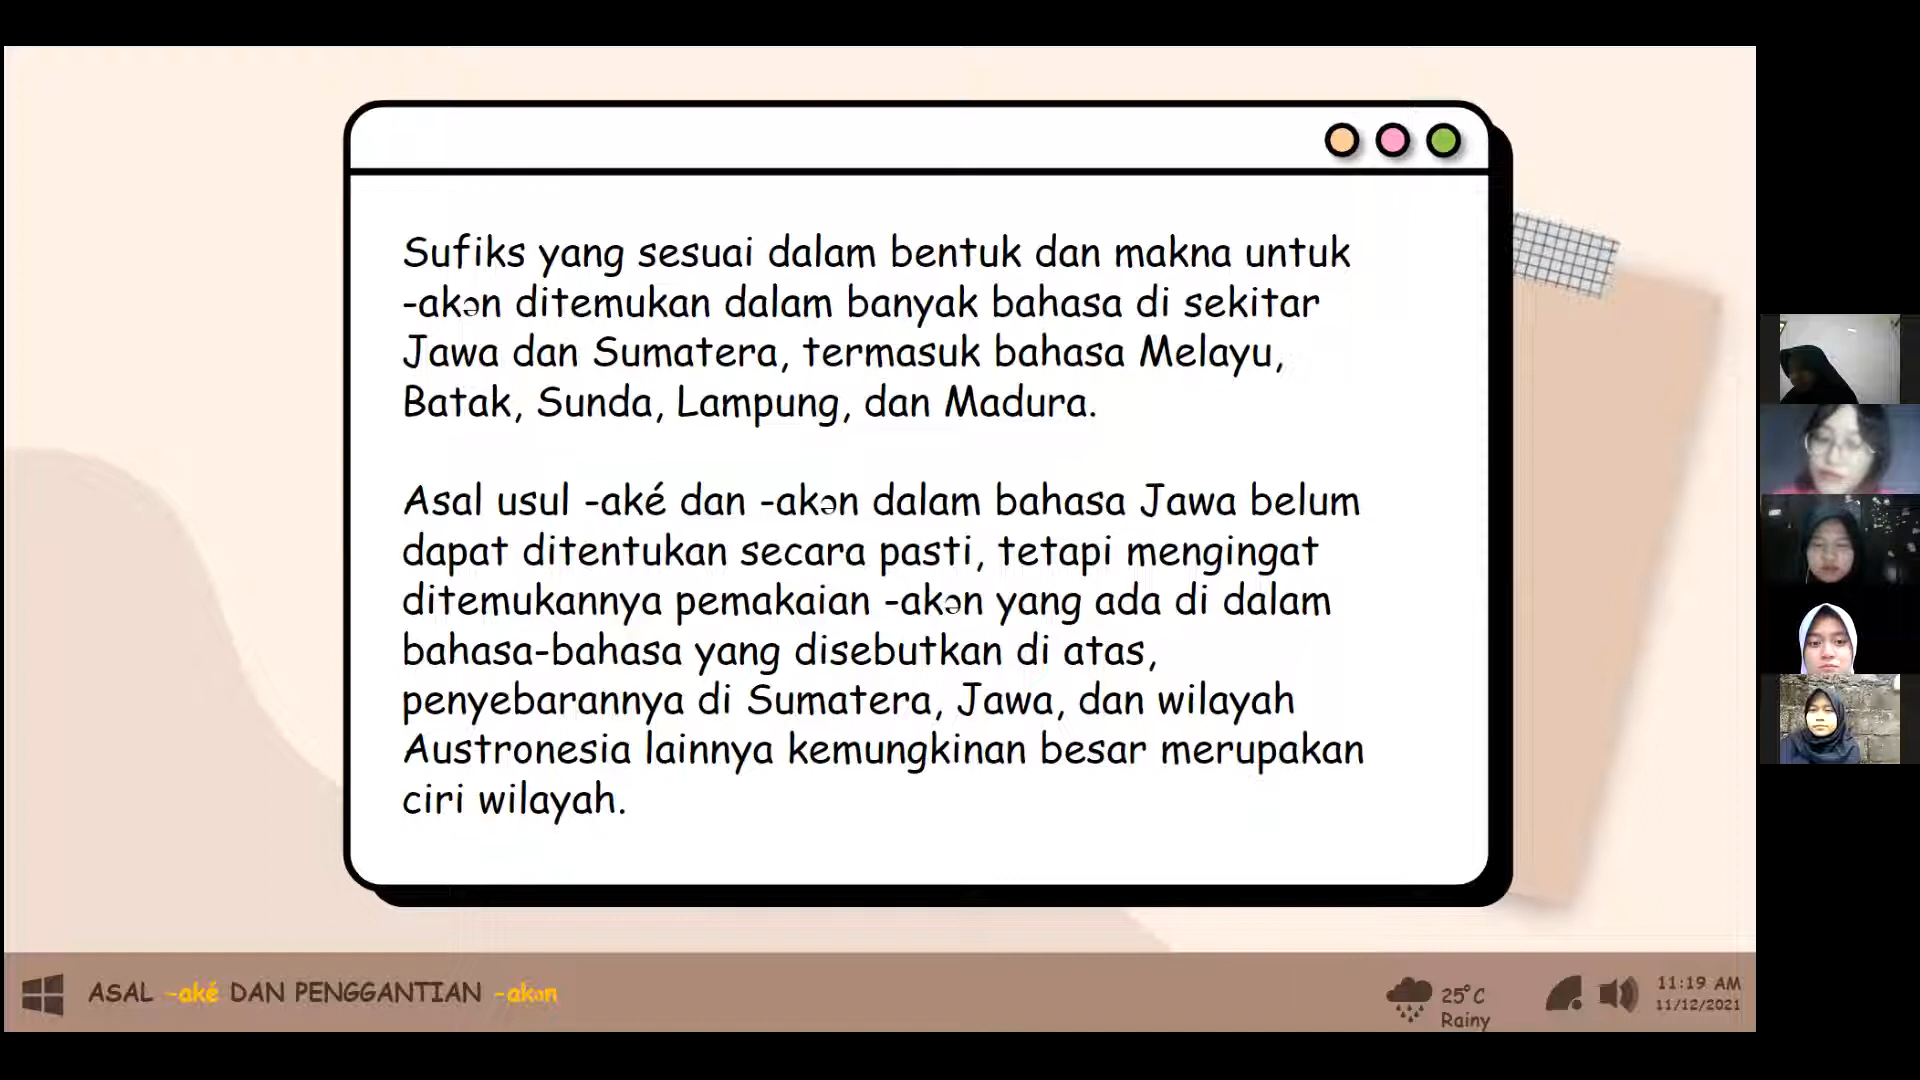 Sufiks yang sesuai dalam bentuk dan makna untuk
-akən ditemukan dalam banyak bahasa di sekitar
Jawa dan Sumatera, termasuk bahasa Melayu,
Batak, Sunda, Lampung, dan Madura.
Asal usul -aké dan -akən dalam bahasa Jawa belum
dapat ditentukan secara pasti, tetapi mengingat
ditemukannya pemakaian -akən yang ada di dalam
bahasa-bahasa yang disebutkan di atas,
penyebarannya di Sumatera, Jawa, dan wilayah
Austronesia lainnya kemungkinan besar merupakan
ciri wilayah.
ASAL -aké DAN PENGGANTIAN -akən
25°C
Rainy
11:19 AM
11/12/2021